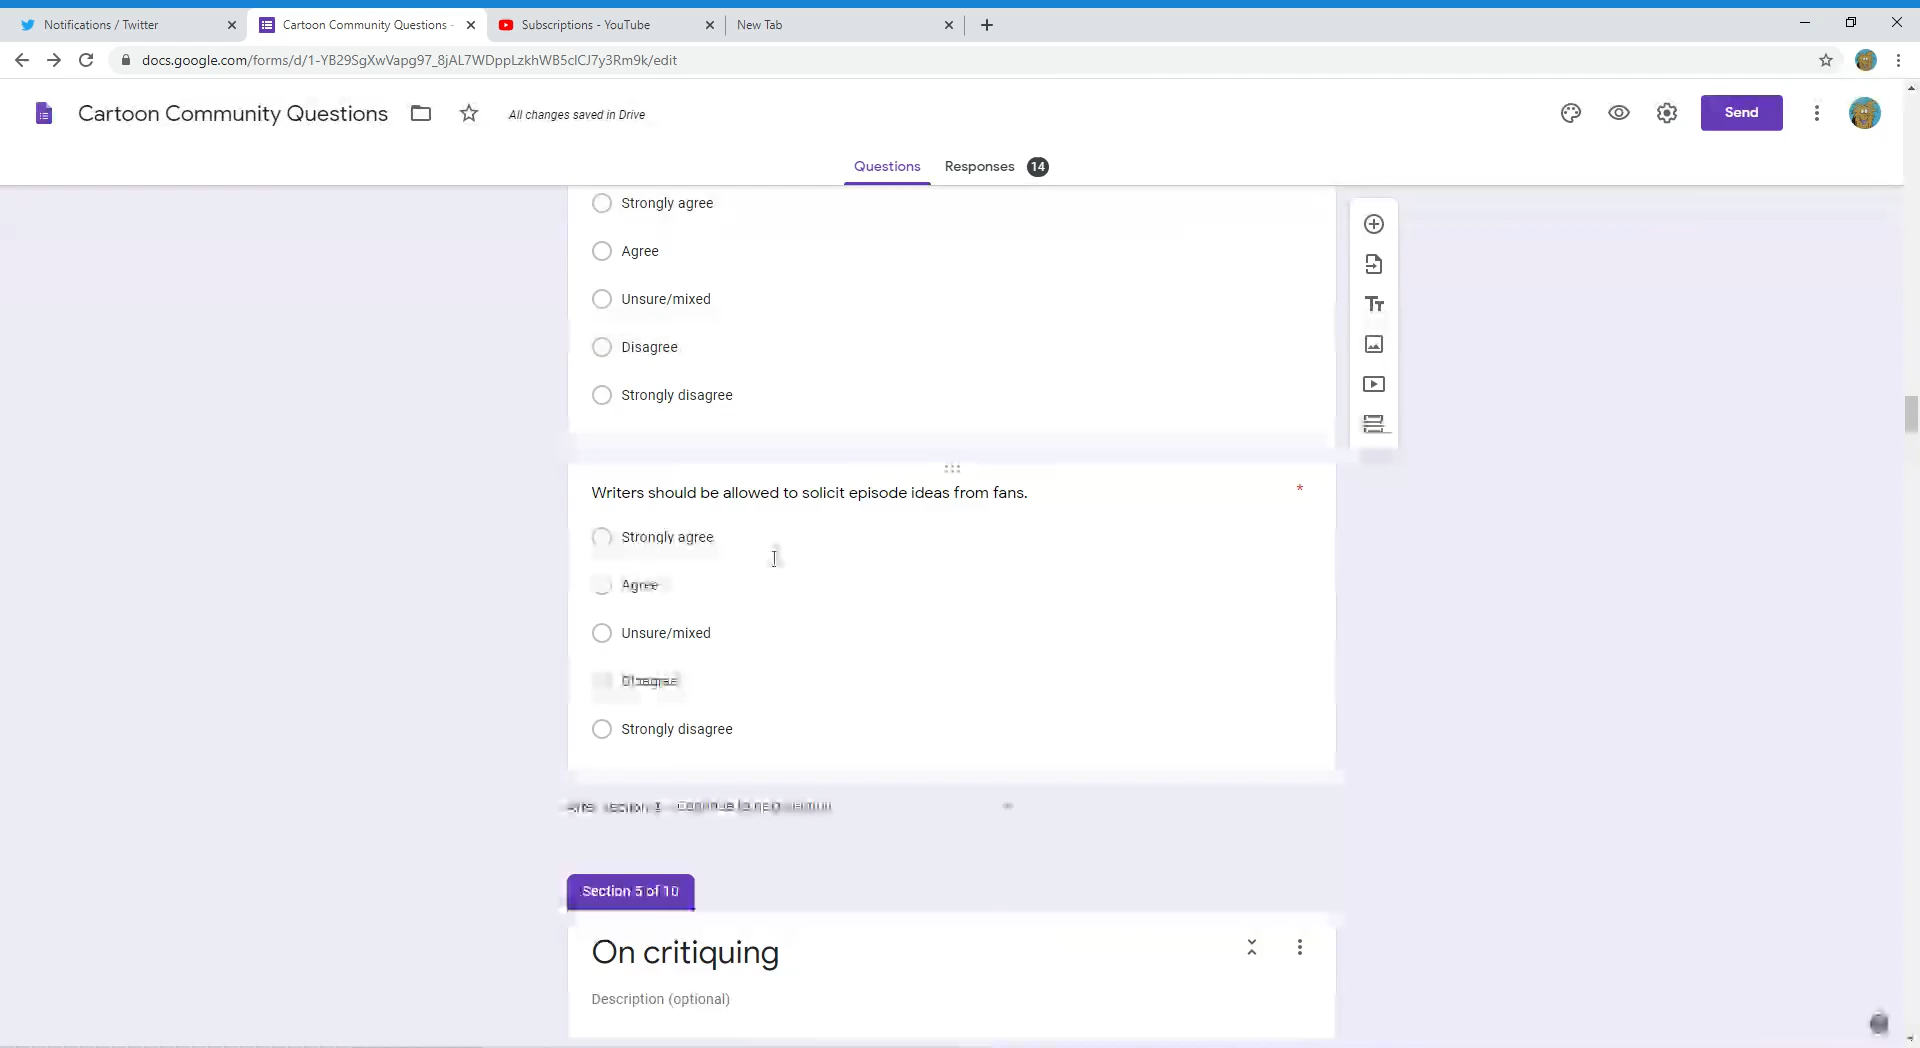 Notifications / Twitter
Cartoon Community Questions -
Subscriptions - YouTube
New Tab
docs.google.com/forms/d/1-YB29SgXwVapg97_8jAL7WDppLzkhWB5clCJ7y3Rm9k/edit
Cartoon Community Questions
All changes saved in Drive
Send
Questions
Responses 14
Strongly agree
Agree
Unsure/mixed
Disagree
Strongly disagree
Writers should be allowed to solicit episode ideas from fans. *
Strongly agree
Agree
Unsure/mixed
Disagree
Strongly disagree
Section 5 of 10
On critiquing
Description (optional)